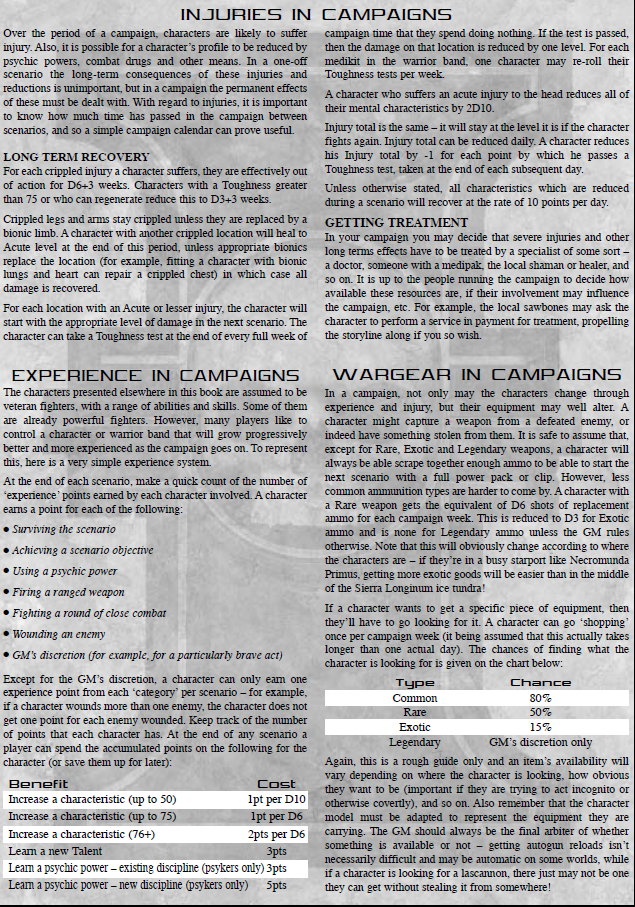 INJURIES IN CAMPAIGNS
Over the period of a campaign, characters are likely to suffer
injury. Also, it is possible for a character's profile to be reduced by
psychic powers, combat drugs and other means. In a one-off
scenario the long-term consequences of these injuries and
reductions is unimportant, but in a campaign the permanent effects
of these must be dealt with. With regard to injuries, it is important
to know how much time has passed in the campaign between
scenarios, and so a simple campaign calendar can prove useful.
LONG TERM RECOVERY
For each crippled injury a character suffers, they are effectively out
of action for D6+3 weeks. Characters with a Toughness greater
than 75 or who can regenerate reduce this to D3+3 weeks.
Crippled legs and arms stay crippled unless they are replaced by a
bionic limb. A character with another crippled location will heal to
Acute level at the end of this period, unless appropriate bionics
replace the location (for example, fitting a character with bionic
lungs and heart can repair a crippled chest) in which case all
damage is recovered.
For each location with an Acute or lesser injury, the character will
start with the appropriate level of damage in the next scenario. The
character can take a Toughness test at the end of every full week of
campaign time that they spend doing nothing. If the test is passed,
then the damage on that location is reduced by one level. For each
medikit in the warrior band, one character may re-roll their
Toughness tests per week.
A character who suffers an acute injury to the head reduces all of
their mental characteristics by 2D10.
Injury total is the same – it will stay at the level it is if the character
fights again. Injury total can be reduced daily. A character reduces
his Injury total by -1 for each point by which he passes a
Toughness test, taken at the end of each subsequent day.
Unless otherwise stated, all characteristics which are reduced
during a scenario will recover at the rate of 10 points per day.
GETTING TREATMENT
In your campaign you may decide that severe injuries and other
long terms effects have to be treated by a specialist of some sort –
a doctor, someone with a medipak, the local shaman or healer, and
so on. It is up to the people running the campaign to decide how
available these resources are, if their involvement may influence
the campaign, etc. For example, the local sawbones may ask the
character to perform a service in payment for treatment, propelling
the storyline along if you so wish.
EXPERIENCE IN CAMPAIGNS
The characters presented elsewhere in this book are assumed to be
veteran fighters, with a range of abilities and skills. Some of them
are already powerful fighters. However, many players like to
control a character or warrior band that will grow progressively
better and more experienced as the campaign goes on. To represent
this, here is a very simple experience system.
At the end of each scenario, make a quick count of the number of
'experience' points earned by each character involved. A character
earns a point for each of the following:
● Surviving the scenario
● Achieving a scenario objective
● Using a psychic power
● Firing a ranged weapon
● Fighting a round of close combat
● Wounding an enemy
● GM's discretion (for example, for a particularly brave act)
Except for the GM's discretion, a character can only earn one
experience point from each 'category' per scenario – for example,
if a character wounds more than one enemy, the character does not
get one point for each enemy wounded. Keep track of the number
of points that each character has. At the end of any scenario a
player can spend the accumulated points on the following for the
character (or save them up for later):
Benefit Cost
Increase a characteristic (up to 50) 1pt per D10
Increase a characteristic (up to 75) 1pt per D6
Increase a characteristic (76+) 2pts per D6
Learn a new Talent 3pts
Learn a psychic power – existing discipline (psykers only) 3pts
Learn a psychic power – new discipline (psykers only) 5pts
WARGEAR IN CAMPAIGNS
In a campaign, not only may the characters change through
experience and injury, but their equipment may well alter. A
character might capture a weapon from a defeated enemy, or
indeed have something stolen from them. It is safe to assume that,
except for Rare, Exotic and Legendary weapons, a character will
always be able scrape together enough ammo to be able to start the
next scenario with a full power pack or clip. However, less
common ammunition types are harder to come by. A character with
a Rare weapon gets the equivalent of D6 shots of replacement
ammo for each campaign week. This is reduced to D3 for Exotic
ammo and is none for Legendary ammo unless the GM rules
otherwise. Note that this will obviously change according to where
the characters are – if they're in a busy starport like Necromunda
Primus, getting more exotic goods will be easier than in the middle
of the Sierra Longinum ice tundra!
If a character wants to get a specific piece of equipment, then
they'll have to go looking for it. A character can go 'shopping'
once per campaign week (it being assumed that this actually takes
longer than one actual day). The chances of finding what the
character is looking for is given on the chart below:
Type Chance
Common 80%
Rare 50%
Exotic 15%
Legendary GM's discretion only
Again, this is a rough guide only and an item's availability will
vary depending on where the character is looking, how obvious
they want to be (important if they are trying to act incognito or
otherwise covertly), and so on. Also remember that the character
model must be adapted to represent the equipment they are
carrying. The GM should always be the final arbiter of whether
something is available or not – getting autogun reloads isn't
necessarily difficult and may be automatic on some worlds, while
if a character is looking for a lascannon, there just may not be one
they can get without stealing it from somewhere!